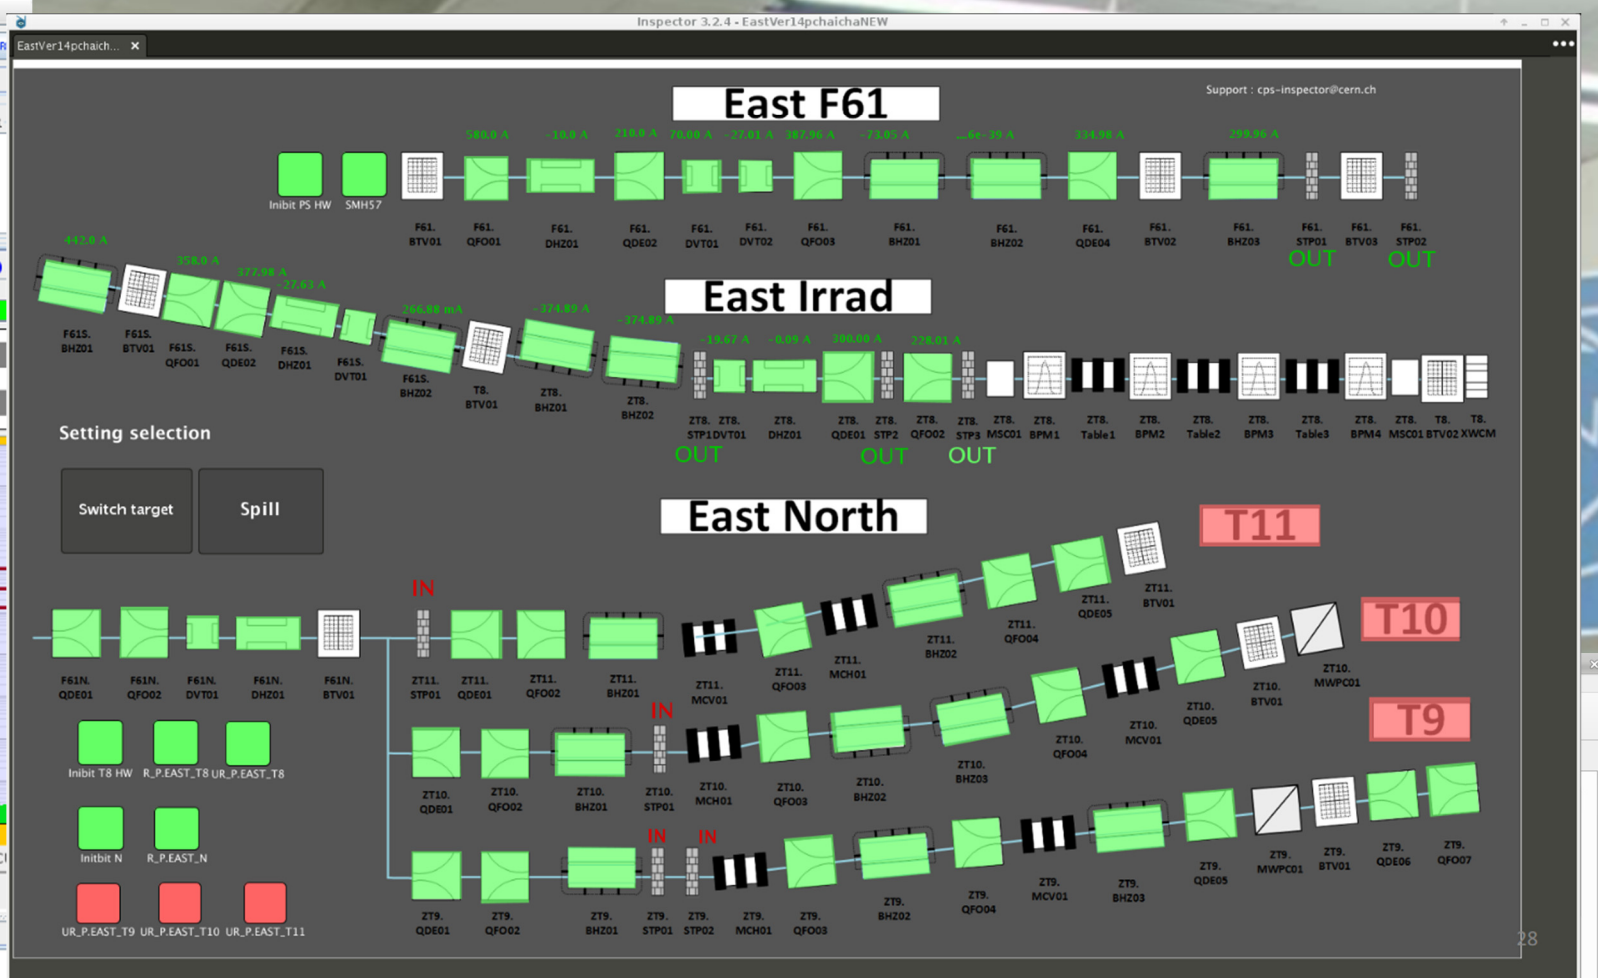 Inspector 3.2.4 - EastVer14pchaichaNEW
EastVer14pchaich...
East F61
Support : cps-inspector@cern.ch
580.0 A -10.0 A 210.0 A 70.00 A -27.01 A 387.96 A -73.05 A ...6e-39 A 334.98 A 299.96 A
Inibit PS HW SMH57
F61. BTV01
F61. QFO01
F61. DHZ01
F61. QDE02
F61. DVT01
F61. DVT02
F61. QFO03
F61. BHZ01
F61. BHZ02
F61. QDE04
F61. BTV02
F61. BHZ03
F61. STP01
F61. BTV03
F61. STP02
OUT OUT
East Irrad
442.0 A 358.0 A 377.98 A -27.63 A 266.88 mA -374.89 A -374.89 A -19.67 A -0.09 A 300.00 A 228.01 A
F61S. BHZ01
F61S. BTV01
F61S. QFO01
F61S. QDE02
F61S. DHZ01
F61S. DVT01
F61S. BHZ02
T8. BTV01
ZT8. BHZ01
ZT8. BHZ02
ZT8. STP1
ZT8. DVT01
ZT8. DHZ01
ZT8. QDE01
ZT8. STP2
ZT8. QFO02
ZT8. STP3
ZT8. MSC01
ZT8. BPM1
ZT8. Table1
ZT8. BPM2
ZT8. Table2
ZT8. BPM3
ZT8. Table3
ZT8. BPM4
ZT8. MSC01
T8. BTV02
T8. XWCM
OUT OUT OUT
Setting selection
Switch target
Spill
East North
T11
T10
T9
IN
F61N. QDE01
F61N. QFO02
F61N. DVT01
F61N. DHZ01
F61N. BTV01
ZT11. STP01
ZT11. QDE01
ZT11. QFO02
ZT11. BHZ01
ZT11. MCV01
ZT11. QFO03
ZT11. MCH01
ZT11. BHZ02
ZT11. QFO04
ZT11. QDE05
ZT11. BTV01
IN
ZT10. QDE01
ZT10. QFO02
ZT10. BHZ01
ZT10. STP01
ZT10. MCH01
ZT10. QFO03
ZT10. BHZ02
ZT10. BHZ03
ZT10. QFO04
ZT10. MCV01
ZT10. QDE05
ZT10. BTV01
ZT10. MWPC01
IN IN
ZT9. QDE01
ZT9. QFO02
ZT9. BHZ01
ZT9. STP01
ZT9. STP02
ZT9. MCH01
ZT9. QFO03
ZT9. BHZ02
ZT9. QFO04
ZT9. MCV01
ZT9. BHZ03
ZT9. QDE05
ZT9. MWPC01
ZT9. BTV01
ZT9. QDE06
ZT9. QFO07
Inibit T8 HW R_P.EAST_T8 UR_P.EAST_T8
Initbit N R_P.EAST_N
UR_P.EAST_T9 UR_P.EAST_T10 UR_P.EAST_T11
28